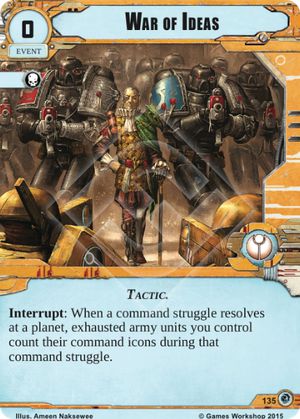 0
EVENT
WAR OF IDEAS
TACTIC.
Interrupt: When a command struggle resolves
at a planet, exhausted army units you control
count their command icons during that
command struggle.
135
Illus. Ameen Naksewee
© Games Workshop 2015